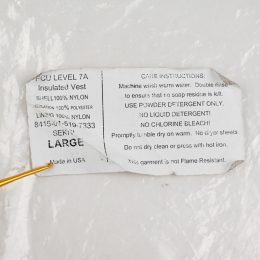 PCU LEVEL 7A
Insulated Vest
SHELL 100% NYLON
INSULATION 100% POLYESTER
LINING 100% NYLON
8415-01-519-7333
SEKRI
LARGE
Made in USA
CARE INSTRUCTIONS:
Machine wash warm water. Double rinse
to ensure that no soap residue is left.
USE POWDER DETERGENT ONLY.
NO LIQUID DETERGENT!
NO CHLORINE BLEACH!
Promptly tumble dry on warm. No dryer sheets
Do not dry clean or press with hot iron.
This garment is not Flame Resistant.